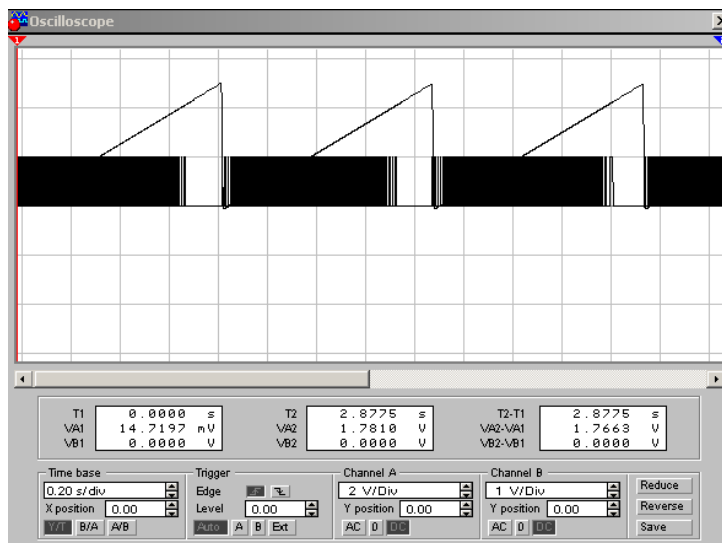 Oscilloscope
1
T1 0.0000 s T2 2.8775 s T2-T1 2.8775 s
VA1 14.7197 mV VA2 1.7810 V VA2-VA1 1.7663 V
VB1 0.0000 V VB2 0.0000 V VB2-VB1 0.0000 V
Time base Trigger Channel A Channel B
0.20 s/div Edge 2 V/Div 1 V/Div Reduce
X position 0.00 Level 0.00 Y position 0.00 Y position 0.00 Reverse
Y/T B/A A/B Auto A B Ext AC 0 DC AC 0 DC Save